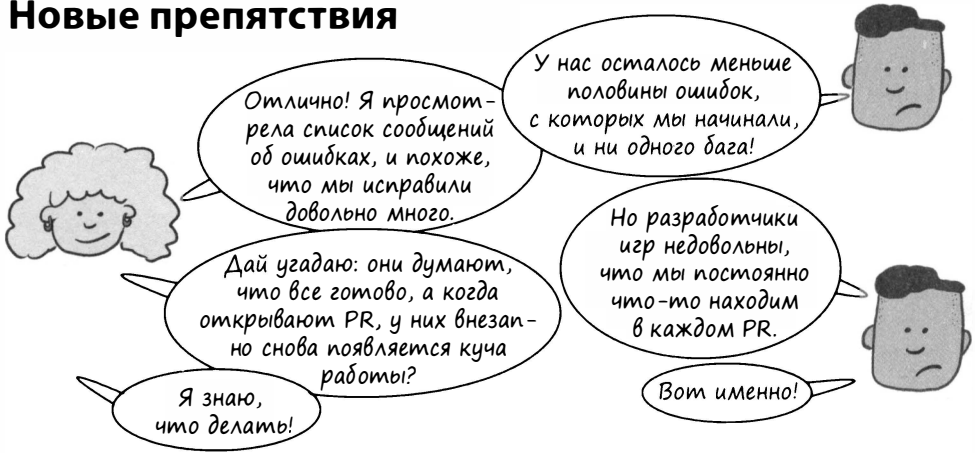 Новые препятствия
Отлично! Я просмот-
рела список сообщений
об ошибках, и похоже,
что мы исправили
довольно много.
У нас осталось меньше
половины ошибок,
с которых мы начинали,
и ни одного бага!
Но разработчики
игр недовольны,
что мы постоянно
что-то находим
в каждом PR.
Дай угадаю: они думают,
что все готово, а когда
открывают PR, у них внезап-
но снова появляется куча
работы?
Вот именно!
Я знаю,
что делать!